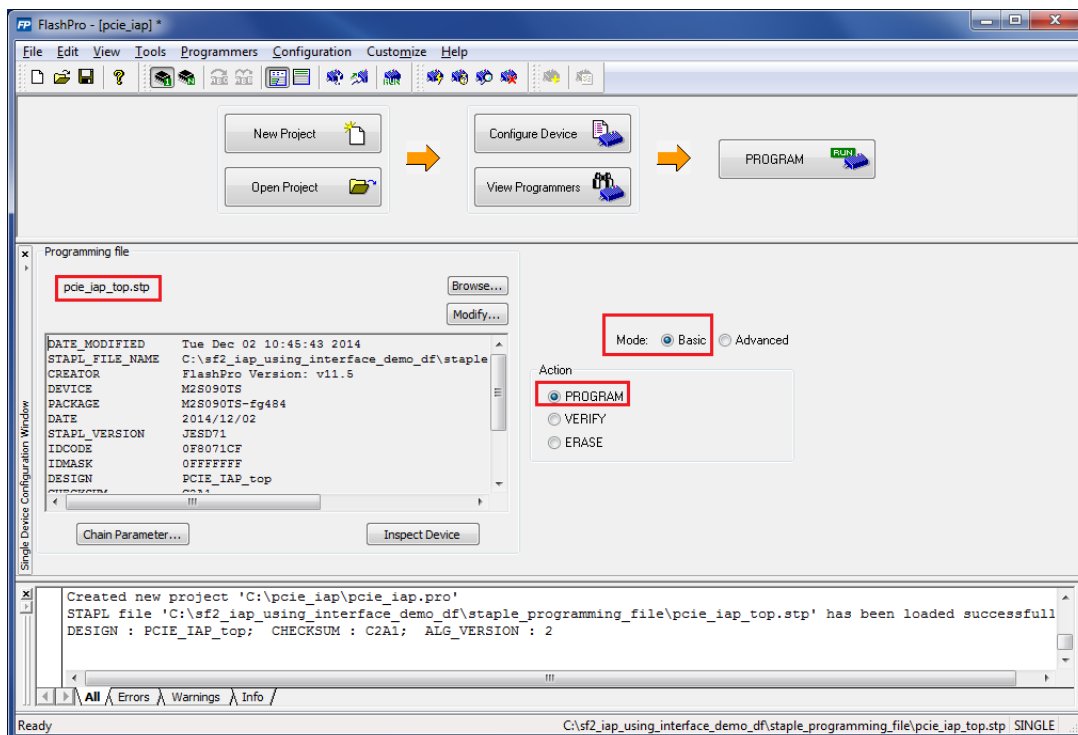 FlashPro - [pcie_iap] *
File Edit View Tools Programmers Configuration Customize Help
New Project
Configure Device
PROGRAM
RUN
Open Project
View Programmers
Programming file
pcie_iap_top.stp
Browse...
Modify...
DATE_MODIFIED Tue Dec 02 10:45:43 2014
STAPL_FILE_NAME C:\sf2_iap_using_interface_demo_df\staple
CREATOR FlashPro Version: v11.5
DEVICE M2S090TS
PACKAGE M2S090TS-fg484
DATE 2014/12/02
STAPL_VERSION JESD71
IDCODE 0F8071CF
IDMASK 0FFFFFFF
DESIGN PCIE_IAP_top
CHECKSUM C2A1
Chain Parameter...
Inspect Device
Mode: Basic Advanced
Action
PROGRAM
VERIFY
ERASE
Single Device Configuration Window
Created new project 'C:\pcie_iap\pcie_iap.pro'
STAPL file 'C:\sf2_iap_using_interface_demo_df\staple_programming_file\pcie_iap_top.stp' has been loaded successfull
DESIGN : PCIE_IAP_top; CHECKSUM : C2A1; ALG_VERSION : 2
All Errors Warnings Info
Ready
C:\sf2_iap_using_interface_demo_df\staple_programming_file\pcie_iap_top.stp SINGLE